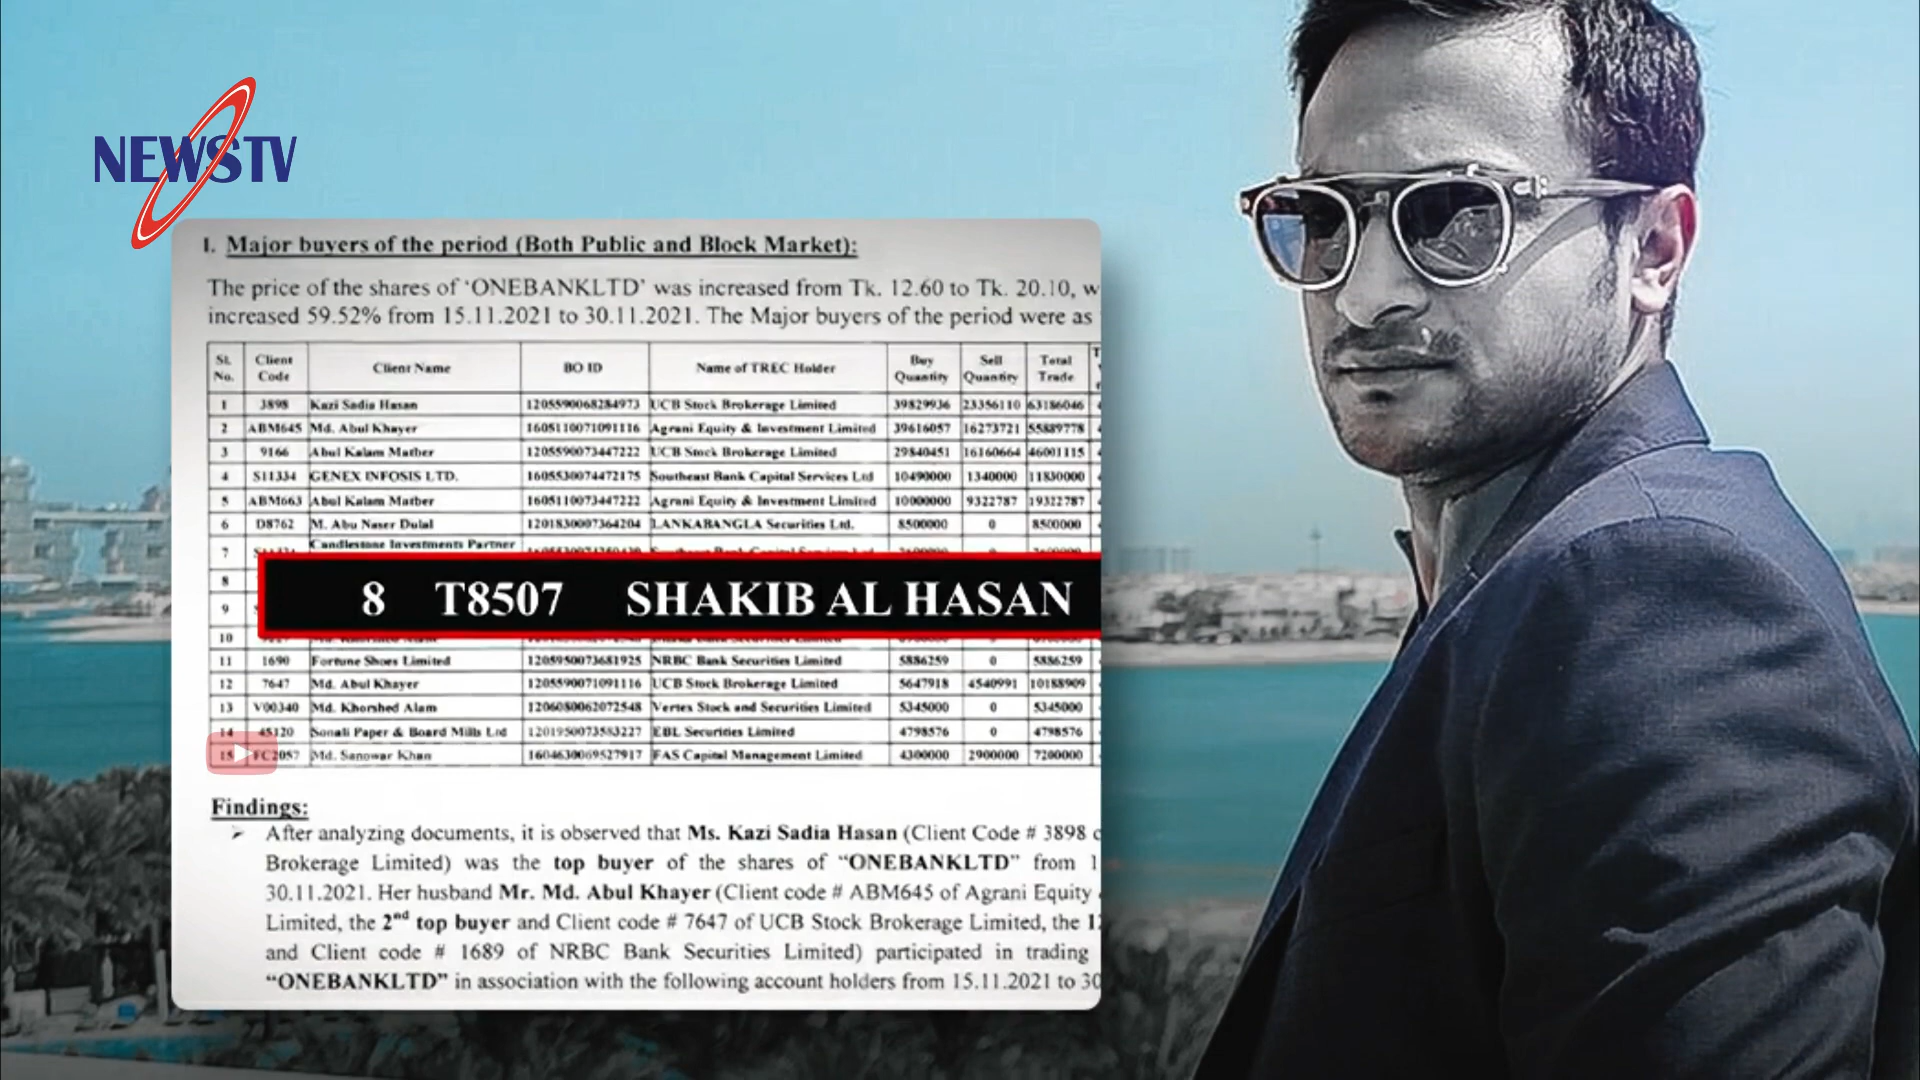 NEWSTV
I. Major buyers of the period (Both Public and Block Market):
The price of the shares of ‘ONEBANKLTD’ was increased from Tk. 12.60 to Tk. 20.10, w
increased 59.52% from 15.11.2021 to 30.11.2021. The Major buyers of the period were as
SL. No. Client Code Client Name BO ID Name of TREC Holder Buy Quantity Sell Quantity Total Trade
1 3898 Kazi Sadia Hasan 1205590068284973 UCB Stock Brokerage Limited 39829936 23356110 63186046
2 ABM645 Md. Abul Khayer 1605110071091116 Agrani Equity & Investment Limited 39616057 16273721 55889778
3 9166 Abul Kalam Matber 1205590073447222 UCB Stock Brokerage Limited 29840451 16160664 46001115
4 S11334 GENEX INFOSIS LTD. 1605530074472175 Southeast Bank Capital Services Ltd 10490000 1340000 11830000
5 ABM663 Abul Kalam Matber 1605110073447222 Agrani Equity & Investment Limited 10000000 9322787 19322787
6 D8762 M. Abu Naser Dulal 1201830007364204 LANKABANGLA Securities Ltd. 8500000 0 8500000
7 Candlestone Investments Partner
8
8 T8507 SHAKIB AL HASAN
9
10
11 1690 Fortune Shoes Limited 1205950073681925 NRBC Bank Securities Limited 5886259 0 5886259
12 7647 Md. Abul Khayer 1205590071091116 UCB Stock Brokerage Limited 5647918 4540991 10188909
13 V00340 Md. Khorshed Alam 1206080062072548 Vertex Stock and Securities Limited 5345000 0 5345000
14 45120 Sonali Paper & Board Mills Ltd 1201950073583227 EBL Securities Limited 4798576 0 4798576
15 FC2057 Md. Sanowar Khan 1604630069527917 FAS Capital Management Limited 4300000 2900000 7200000
Findings:
➢ After analyzing documents, it is observed that Ms. Kazi Sadia Hasan (Client Code # 3898 o
Brokerage Limited) was the top buyer of the shares of “ONEBANKLTD” from 1
30.11.2021. Her husband Mr. Md. Abul Khayer (Client code # ABM645 of Agrani Equity
Limited, the 2nd top buyer and Client code # 7647 of UCB Stock Brokerage Limited, the 1
and Client code # 1689 of NRBC Bank Securities Limited) participated in trading
“ONEBANKLTD” in association with the following account holders from 15.11.2021 to 30